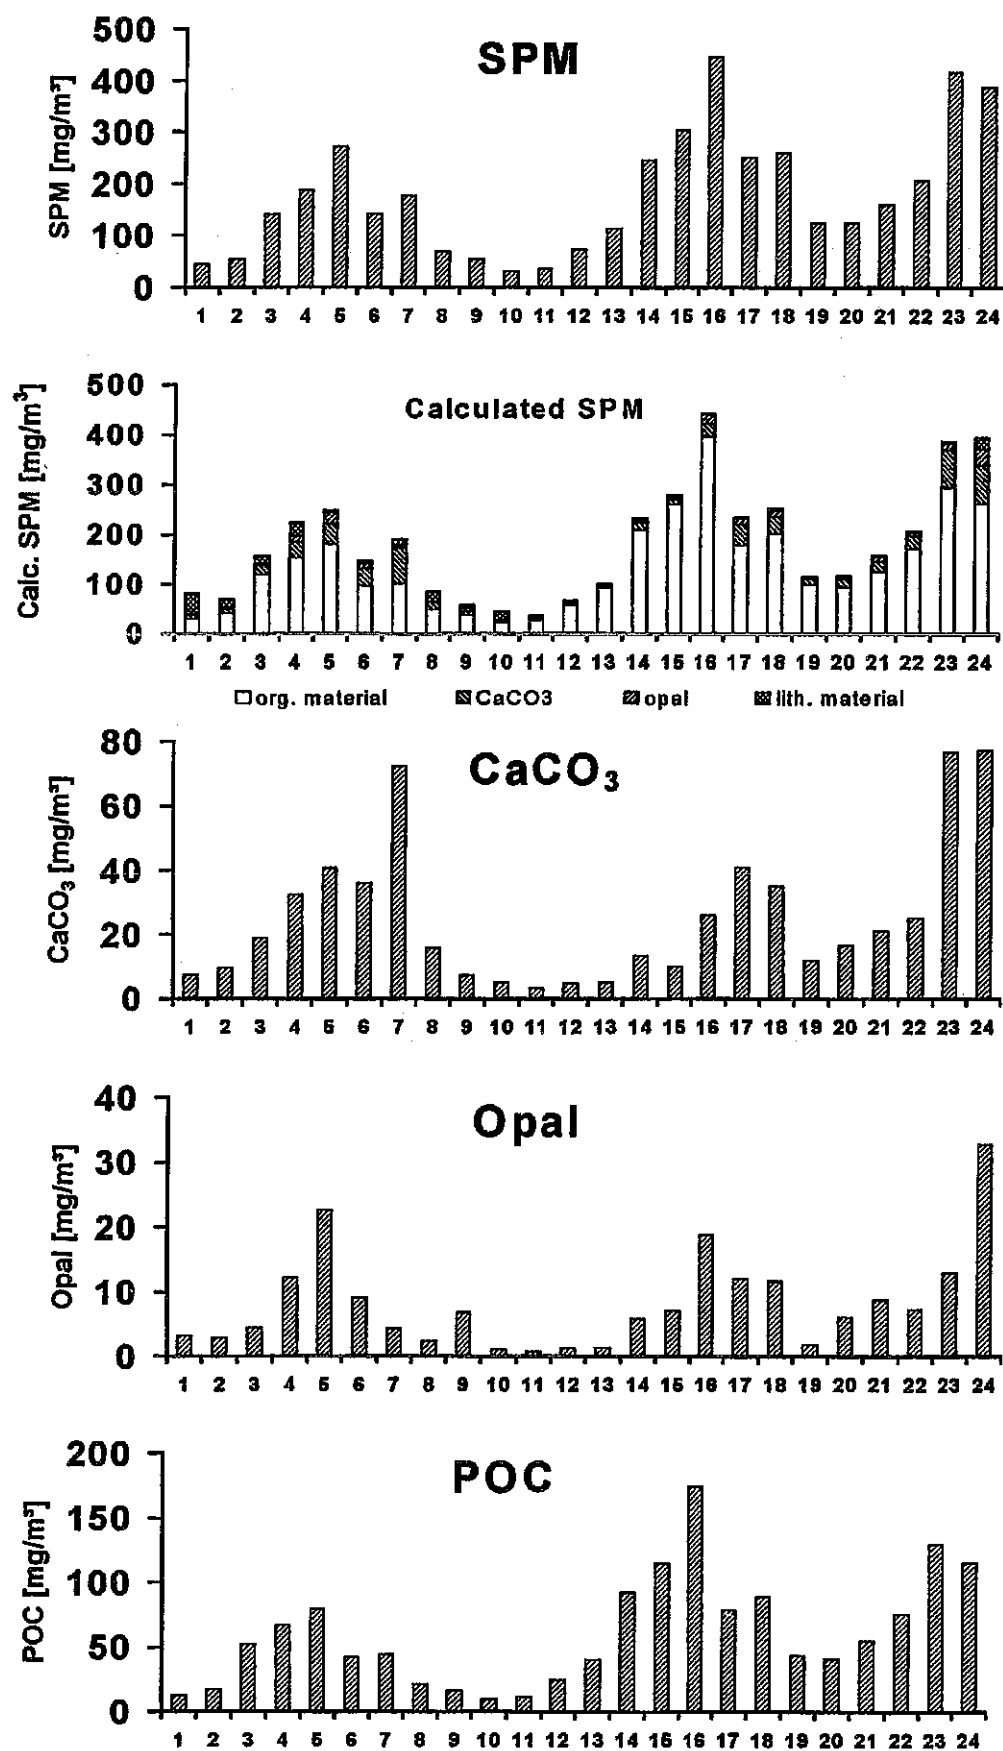 SPM
SPM [mg/m³]
500
400
300
200
100
0
1 2 3 4 5 6 7 8 9 10 11 12 13 14 15 16 17 18 19 20 21 22 23 24
Calculated SPM
Calc. SPM [mg/m³]
500
400
300
200
100
0
1 2 3 4 5 6 7 8 9 10 11 12 13 14 15 16 17 18 19 20 21 22 23 24
org. material CaCO3 opal lith. material
CaCO₃
CaCO₃ [mg/m³]
80
60
40
20
0
1 2 3 4 5 6 7 8 9 10 11 12 13 14 15 16 17 18 19 20 21 22 23 24
Opal
Opal [mg/m³]
40
30
20
10
0
1 2 3 4 5 6 7 8 9 10 11 12 13 14 15 16 17 18 19 20 21 22 23 24
POC
POC [mg/m³]
200
150
100
50
0
1 2 3 4 5 6 7 8 9 10 11 12 13 14 15 16 17 18 19 20 21 22 23 24